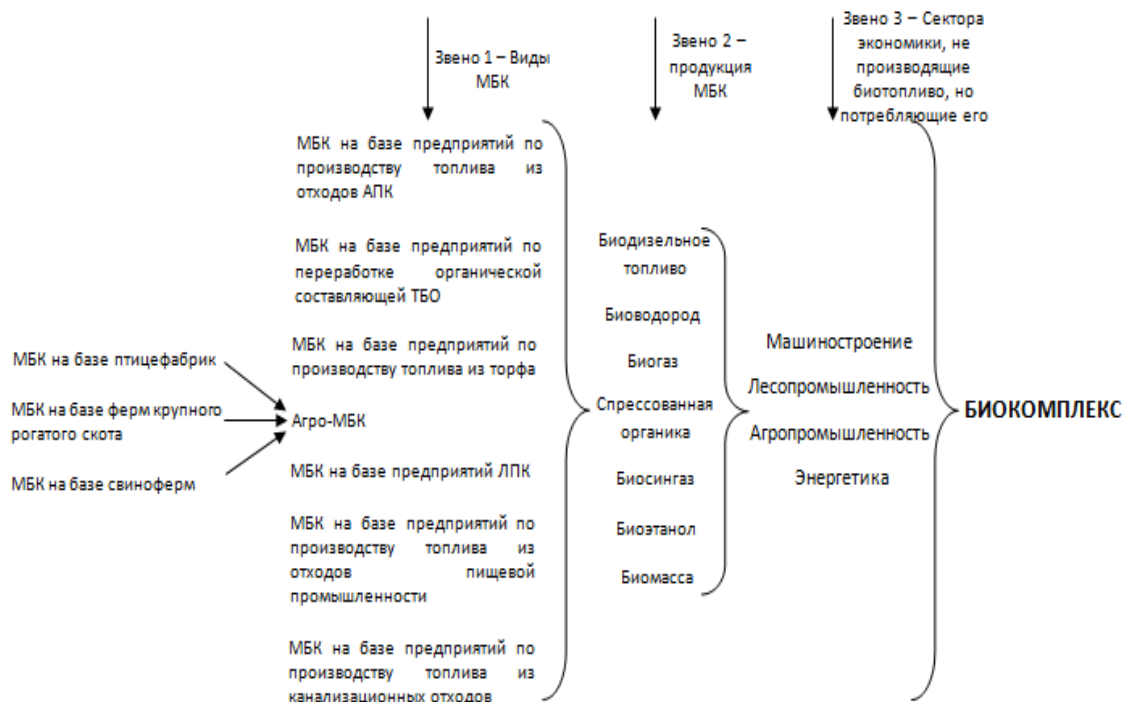 Звено 1 – Виды
МБК
Звено 2 –
продукция
МБК
Звено 3 – Сектора
экономики, не
производящие
биотопливо, но
потребляющие его
МБК на базе птицефабрик
МБК на базе ферм крупного
рогатого скота
МБК на базе свиноферм
МБК на базе предприятий по
производству топлива из
отходов АПК
МБК на базе предприятий по
переработке органической
составляющей ТБО
МБК на базе предприятий по
производству топлива из торфа
Агро-МБК
МБК на базе предприятий ЛПК
МБК на базе предприятий по
производству топлива из
отходов пищевой
промышленности
МБК на базе предприятий по
производству топлива из
канализационных отходов
Биодизельное
топливо
Биоводород
Биогаз
Спрессованная
органика
Биосингаз
Биоэтанол
Биомасса
Машиностроение
Лесопромышленность
Агропромышленность
Энергетика
БИОКОМПЛЕКС